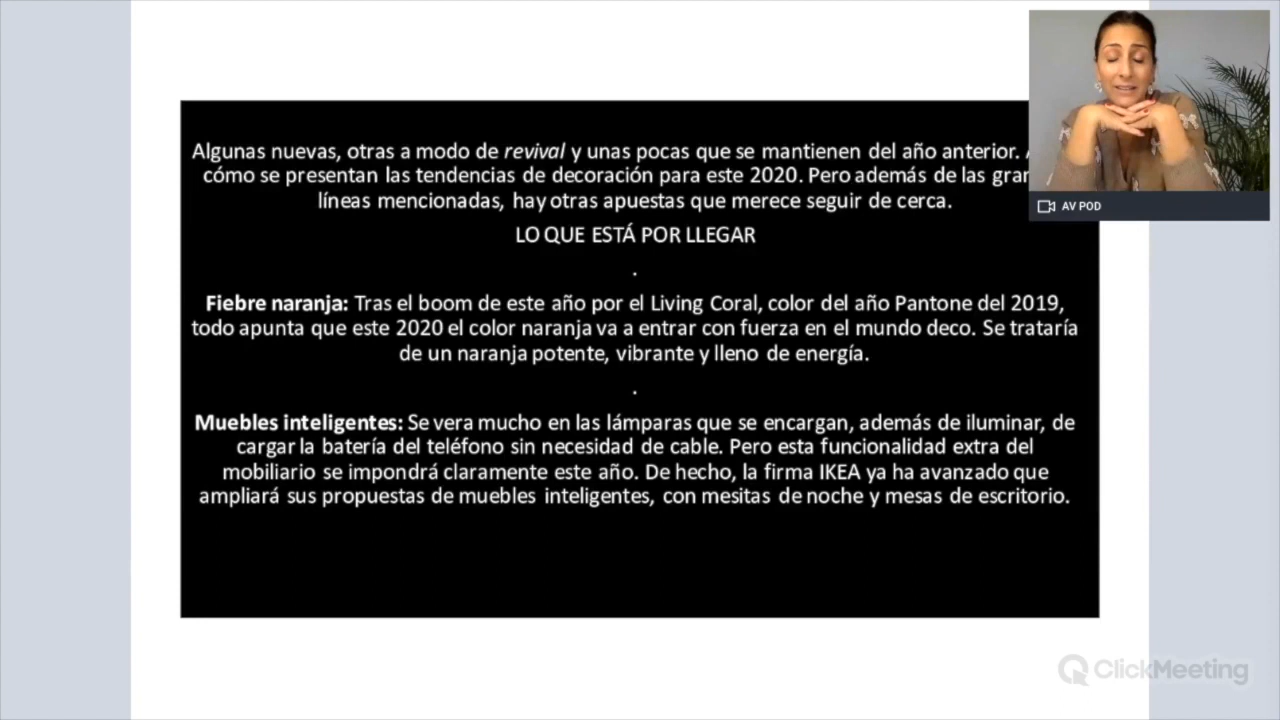 Algunas nuevas, otras a modo de revival y unas pocas que se mantienen del año anterior.
cómo se presentan las tendencias de decoración para este 2020. Pero además de las
líneas mencionadas, hay otras apuestas que merece seguir de cerca.
LO QUE ESTÁ POR LLEGAR
.
Fiebre naranja: Tras el boom de este año por el Living Coral, color del año Pantone del 2019,
todo apunta que este 2020 el color naranja va a entrar con fuerza en el mundo deco. Se trataría
de un naranja potente, vibrante y lleno de energía.
.
Muebles inteligentes: Se vera mucho en las lámparas que se encargan, además de iluminar, de
cargar la batería del teléfono sin necesidad de cable. Pero esta funcionalidad extra del
mobiliario se impondrá claramente este año. De hecho, la firma IKEA ya ha avanzado que
ampliará sus propuestas de muebles inteligentes, con mesitas de noche y mesas de escritorio.
AV POD
ClickMeeting